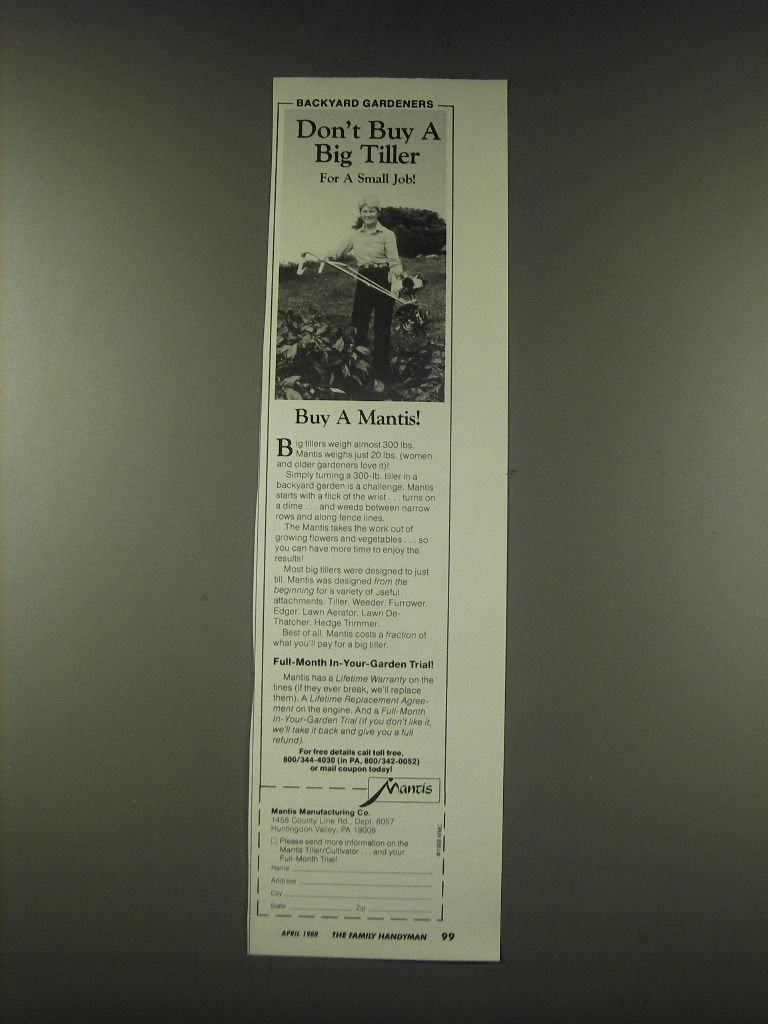 BACKYARD GARDENERS
Don't Buy A
Big Tiller
For A Small Job!
Buy A Mantis!
Big tillers weigh almost 300 lbs.
Mantis weighs just 20 lbs. (women
and older gardeners love it)!
Simply turning a 300-lb. tiller in a
backyard garden is a challenge. Mantis
starts with a flick of the wrist . . . turns on
a dime . . . and weeds between narrow
rows and along fence lines.
The Mantis takes the work out of
growing flowers and vegetables . . . so
you can have more time to enjoy the
results!
Most big tillers were designed to just
till. Mantis was designed from the
beginning for a variety of useful
attachments. Tiller. Weeder. Furrower.
Edger. Lawn Aerator. Lawn De-
Thatcher. Hedge Trimmer.
Best of all, Mantis costs a fraction of
what you'll pay for a big tiller.
Full-Month In-Your-Garden Trial!
Mantis has a Lifetime Warranty on the
tines (if they ever break, we'll replace
them). A Lifetime Replacement Agree-
ment on the engine. And a Full-Month
In-Your-Garden Trial (if you don't like it,
we'll take it back and give you a full
refund).
For free details call toll free,
800/344-4030 (in PA, 800/342-0052)
or mail coupon today!
Mantis
Mantis Manufacturing Co.
1458 County Line Rd., Dept. 8057
Huntingdon Valley, PA 19006
☐ Please send more information on the
Mantis Tiller/Cultivator . . . and your
Full-Month Trial!
Name
Address
City
State Zip
©1988 MMC
APRIL 1988 THE FAMILY HANDYMAN 99